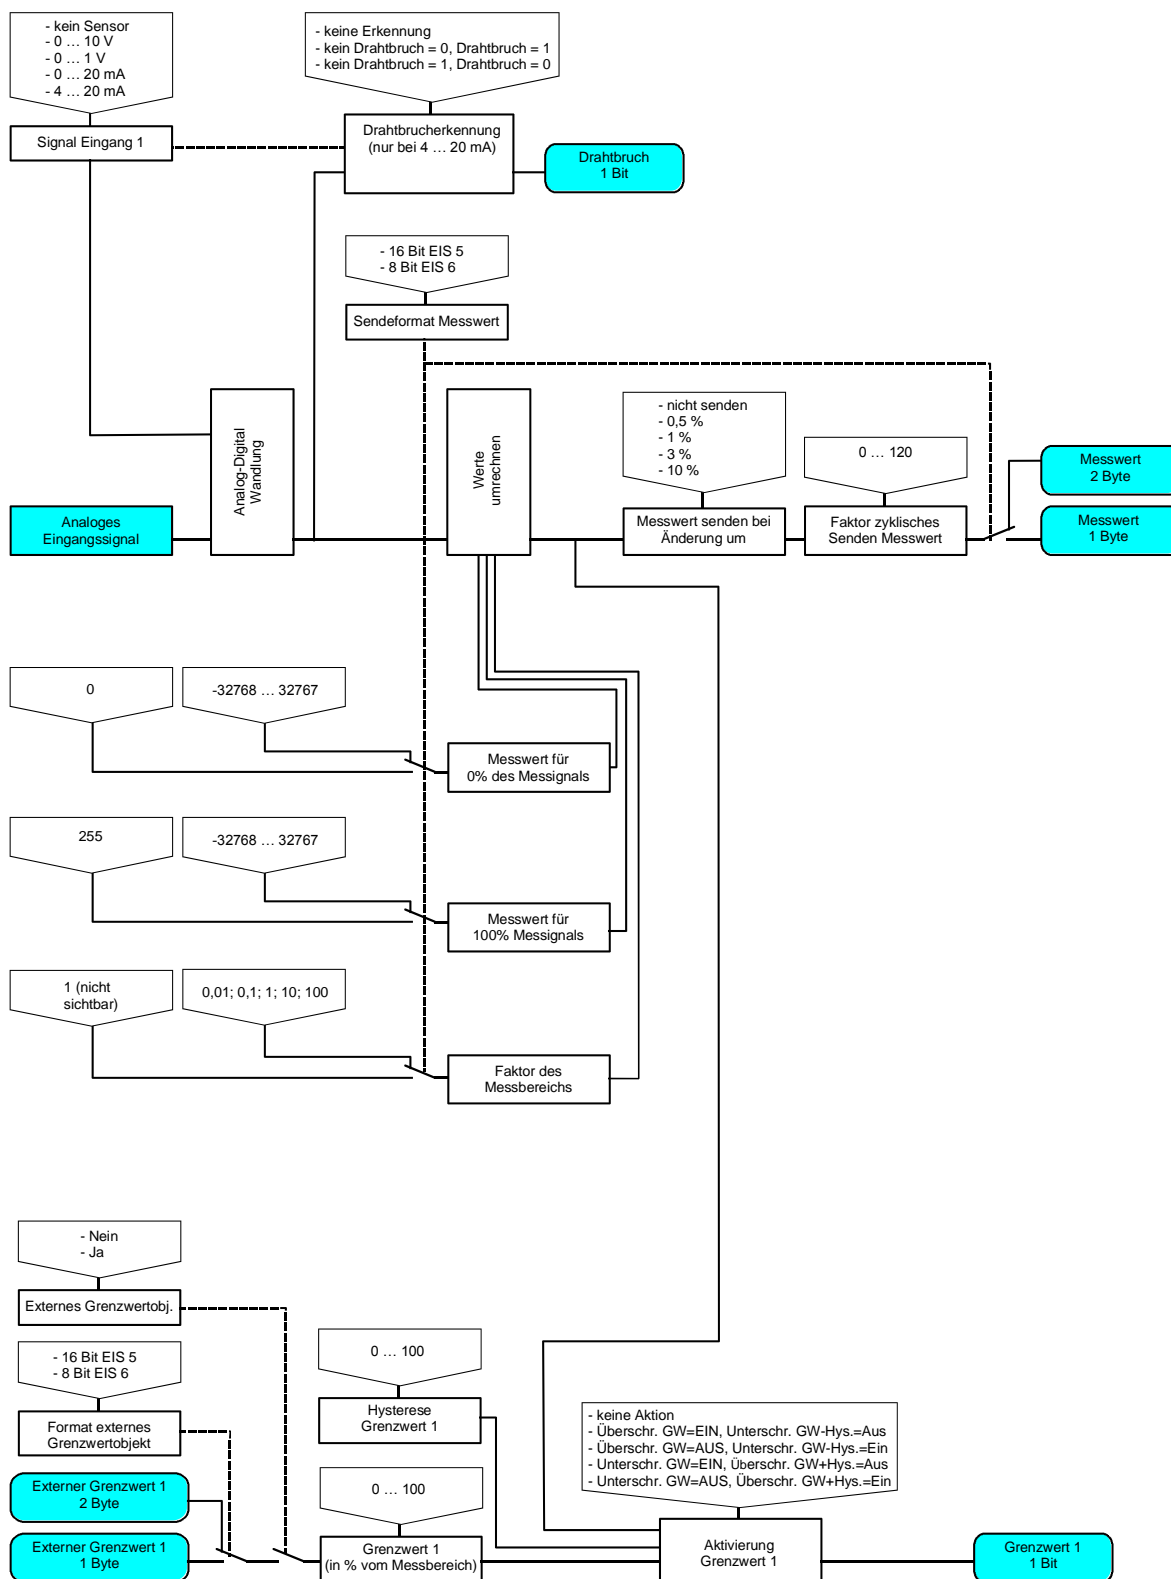 - kein Sensor
- 0 … 10 V
- 0 … 1 V
- 0 … 20 mA
- 4 … 20 mA
Signal Eingang 1
- keine Erkennung
- kein Drahtbruch = 0, Drahtbruch = 1
- kein Drahtbruch = 1, Drahtbruch = 0
Drahtbrucherkennung
(nur bei 4 … 20 mA)
Drahtbruch
1 Bit
- 16 Bit EIS 5
- 8 Bit EIS 6
Sendeformat Messwert
Analoges
Eingangssignal
Analog-Digital
Wandlung
Werte
umrechnen
- nicht senden
- 0,5 %
- 1 %
- 3 %
- 10 %
Messwert senden bei
Änderung um
0 … 120
Faktor zyklisches
Senden Messwert
Messwert
2 Byte
Messwert
1 Byte
0
-32768 … 32767
Messwert für
0% des Messignals
255
-32768 … 32767
Messwert für
100% Messignals
1 (nicht
sichtbar)
0,01; 0,1; 1; 10; 100
Faktor des
Messbereichs
- Nein
- Ja
Externes Grenzwertobj.
- 16 Bit EIS 5
- 8 Bit EIS 6
Format externes
Grenzwertobjekt
Externer Grenzwert 1
2 Byte
Externer Grenzwert 1
1 Byte
0 … 100
Hysterese
Grenzwert 1
0 … 100
Grenzwert 1
(in % vom Messbereich)
- keine Aktion
- Überschr. GW=EIN, Unterschr. GW-Hys.=Aus
- Überschr. GW=AUS, Unterschr. GW-Hys.=Ein
- Unterschr. GW=EIN, Überschr. GW+Hys.=Aus
- Unterschr. GW=AUS, Überschr. GW+Hys.=Ein
Aktivierung
Grenzwert 1
Grenzwert 1
1 Bit